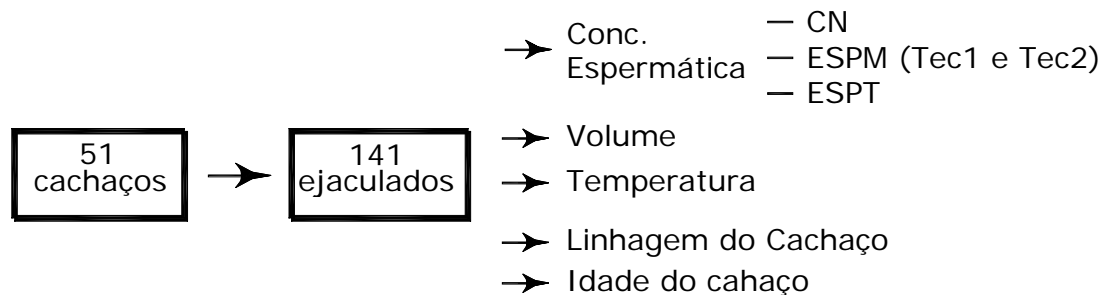 51
cachaços
141
ejaculados
Conc.
Espermática
— CN
— ESPM (Tec1 e Tec2)
— ESPT
Volume
Temperatura
Linhagem do Cachaço
Idade do cahaço